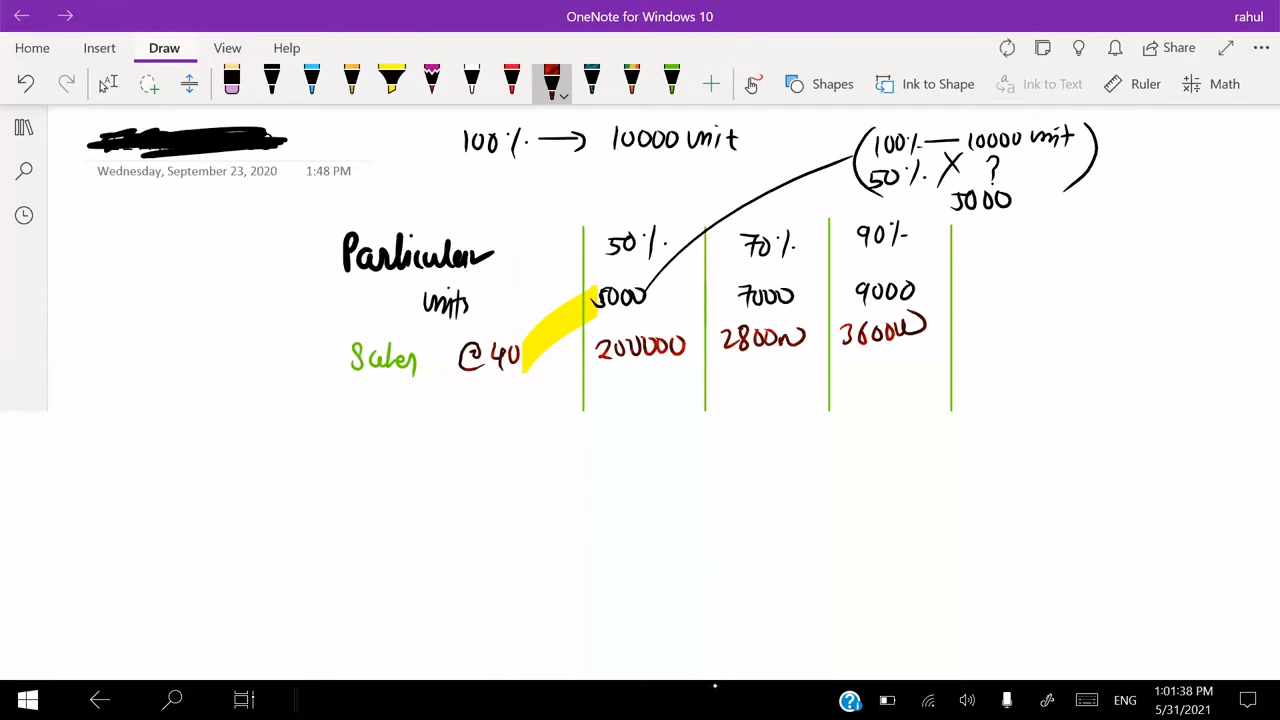 OneNote for Windows 10
rahul
Home Insert Draw View Help
Share
Shapes Ink to Shape Ink to Text Ruler Math
Wednesday, September 23, 2020 1:48 PM
100% → 10000 unit
(100% — 10000 unit)
50% X ?
5000
Particular 50% 70% 90%
units 5000 7000 9000
Sales @ 40 200000 280000 360000
ENG
1:01:38 PM
5/31/2021